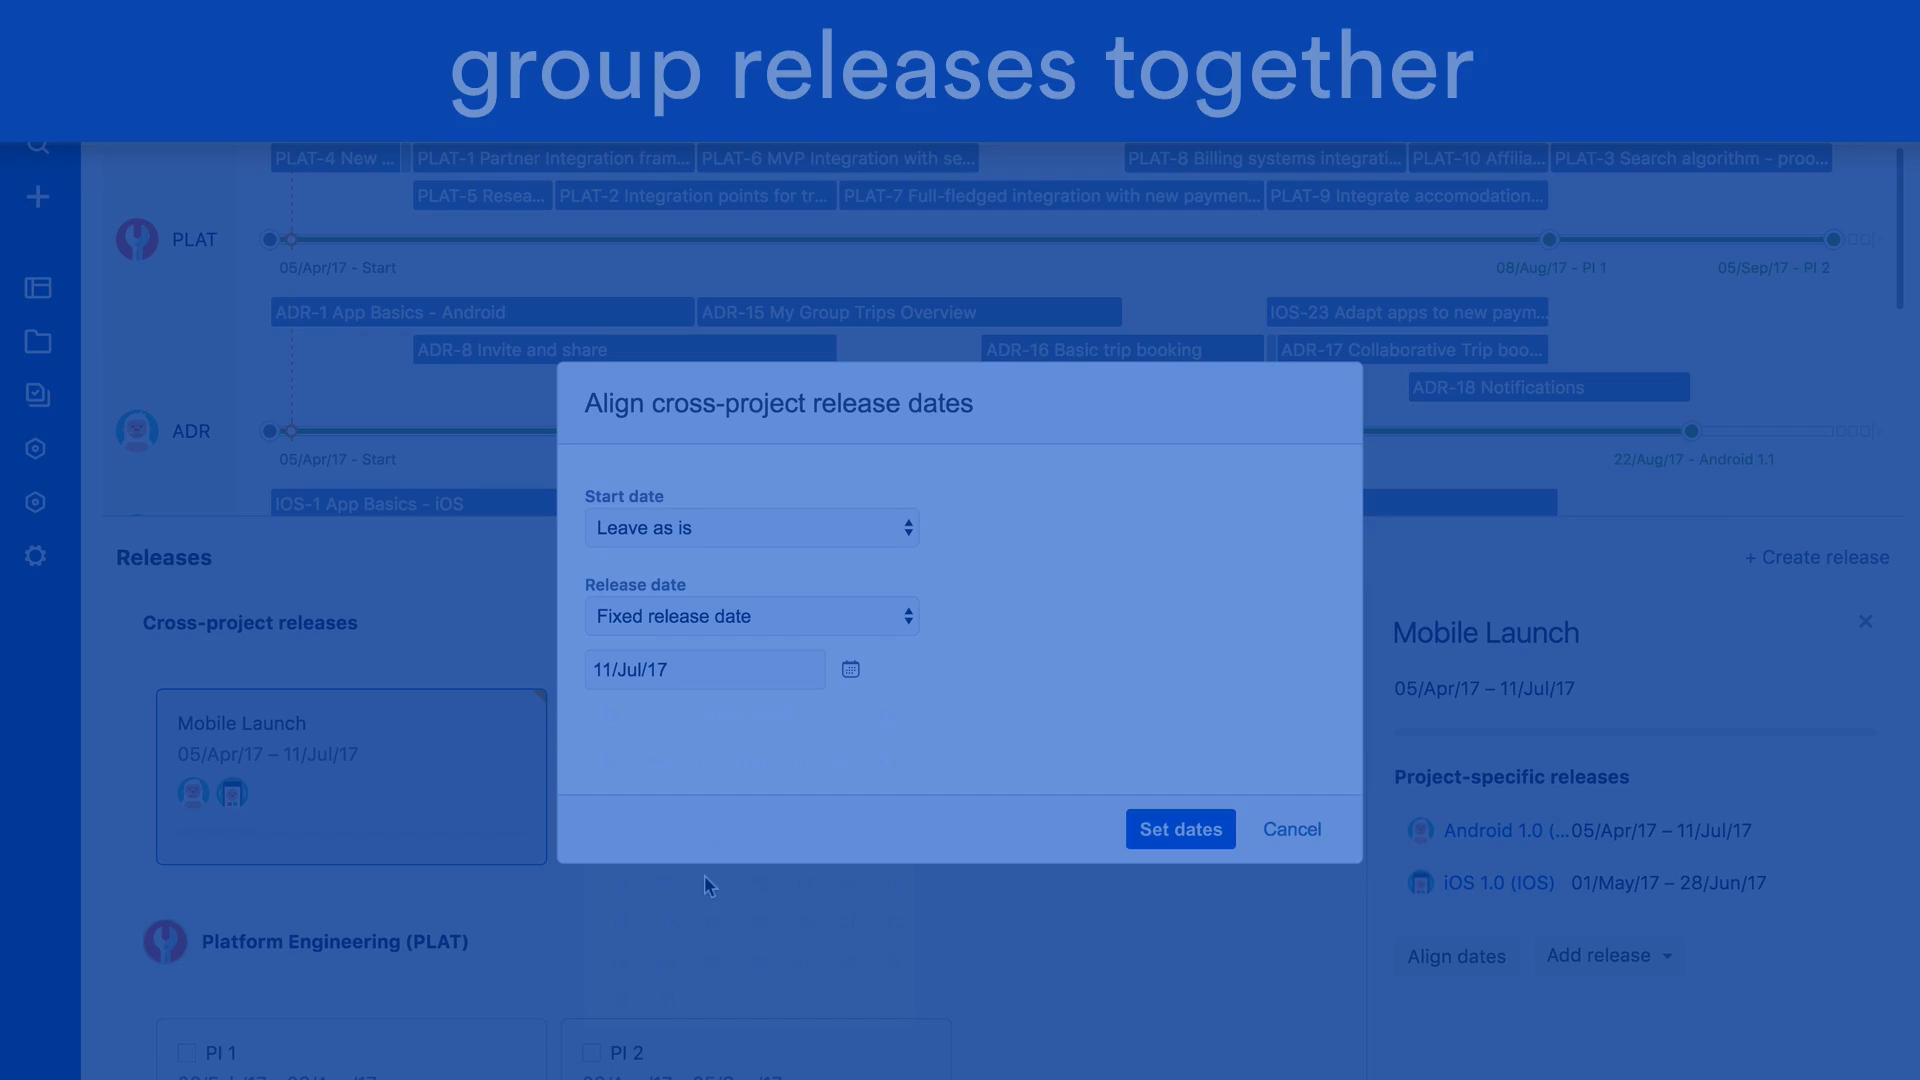 group releases together
PLAT-4 New ...
PLAT-1 Partner Integration fram...
PLAT-6 MVP Integration with se...
PLAT-8 Billing systems integrati...
PLAT-10 Affilia...
PLAT-3 Search algorithm - proo...
PLAT-5 Resea...
PLAT-2 Integration points for tr...
PLAT-7 Full-fledged integration with new paymen...
PLAT-9 Integrate accomodation...
PLAT
05/Apr/17 - Start
08/Aug/17 - PI 1
05/Sep/17 - PI 2
ADR-1 App Basics - Android
ADR-15 My Group Trips Overview
IOS-23 Adapt apps to new paym...
ADR-8 Invite and share
ADR-16 Basic trip booking
ADR-17 Collaborative Trip boo...
ADR-18 Notifications
ADR
05/Apr/17 - Start
22/Aug/17 - Android 1.1
IOS-1 App Basics - iOS
Align cross-project release dates
Start date
Leave as is
Release date
Fixed release date
11/Jul/17
Set dates
Cancel
Releases
+ Create release
Cross-project releases
Mobile Launch
05/Apr/17 – 11/Jul/17
Platform Engineering (PLAT)
PI 1
PI 2
Mobile Launch
05/Apr/17 – 11/Jul/17
Project-specific releases
Android 1.0 (... 05/Apr/17 – 11/Jul/17
iOS 1.0 (IOS) 01/May/17 – 28/Jun/17
Align dates
Add release